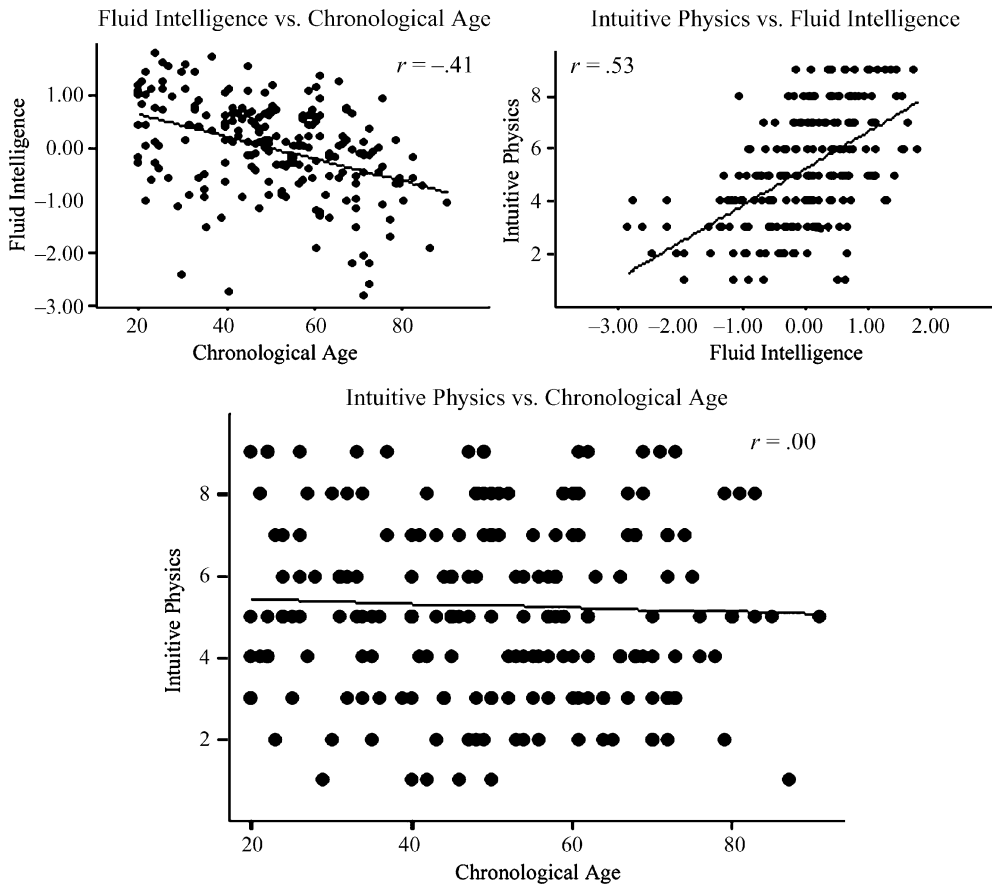 Fluid Intelligence vs. Chronological Age
r = –.41
Fluid Intelligence
1.00
0.00
–1.00
–2.00
–3.00
20 40 60 80
Chronological Age
Intuitive Physics vs. Fluid Intelligence
r = .53
Intuitive Physics
8
6
4
2
–3.00 –2.00 –1.00 0.00 1.00 2.00
Fluid Intelligence
Intuitive Physics vs. Chronological Age
r = .00
Intuitive Physics
8
6
4
2
20 40 60 80
Chronological Age